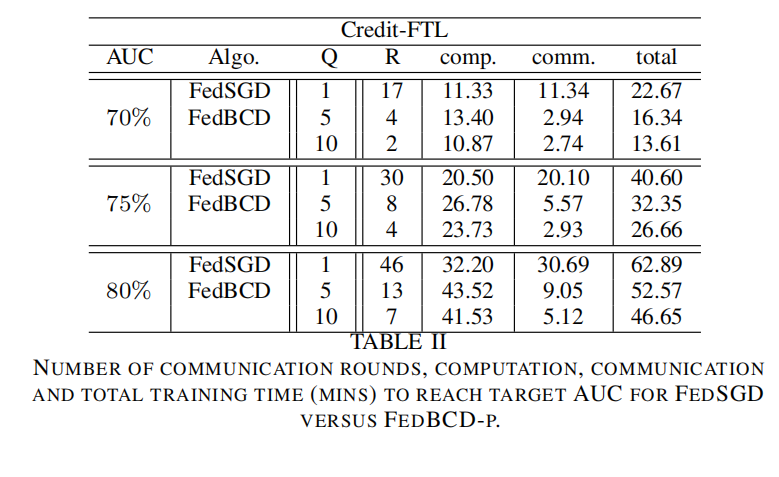 Credit-FTL
AUC Algo. Q R comp. comm. total
FedSGD 1 17 11.33 11.34 22.67
70% FedBCD 5 4 13.40 2.94 16.34
10 2 10.87 2.74 13.61
FedSGD 1 30 20.50 20.10 40.60
75% FedBCD 5 8 26.78 5.57 32.35
10 4 23.73 2.93 26.66
FedSGD 1 46 32.20 30.69 62.89
80% FedBCD 5 13 43.52 9.05 52.57
10 7 41.53 5.12 46.65
TABLE II
NUMBER OF COMMUNICATION ROUNDS, COMPUTATION, COMMUNICATION
AND TOTAL TRAINING TIME (MINS) TO REACH TARGET AUC FOR FEDSGD
VERSUS FEDBCD-P.